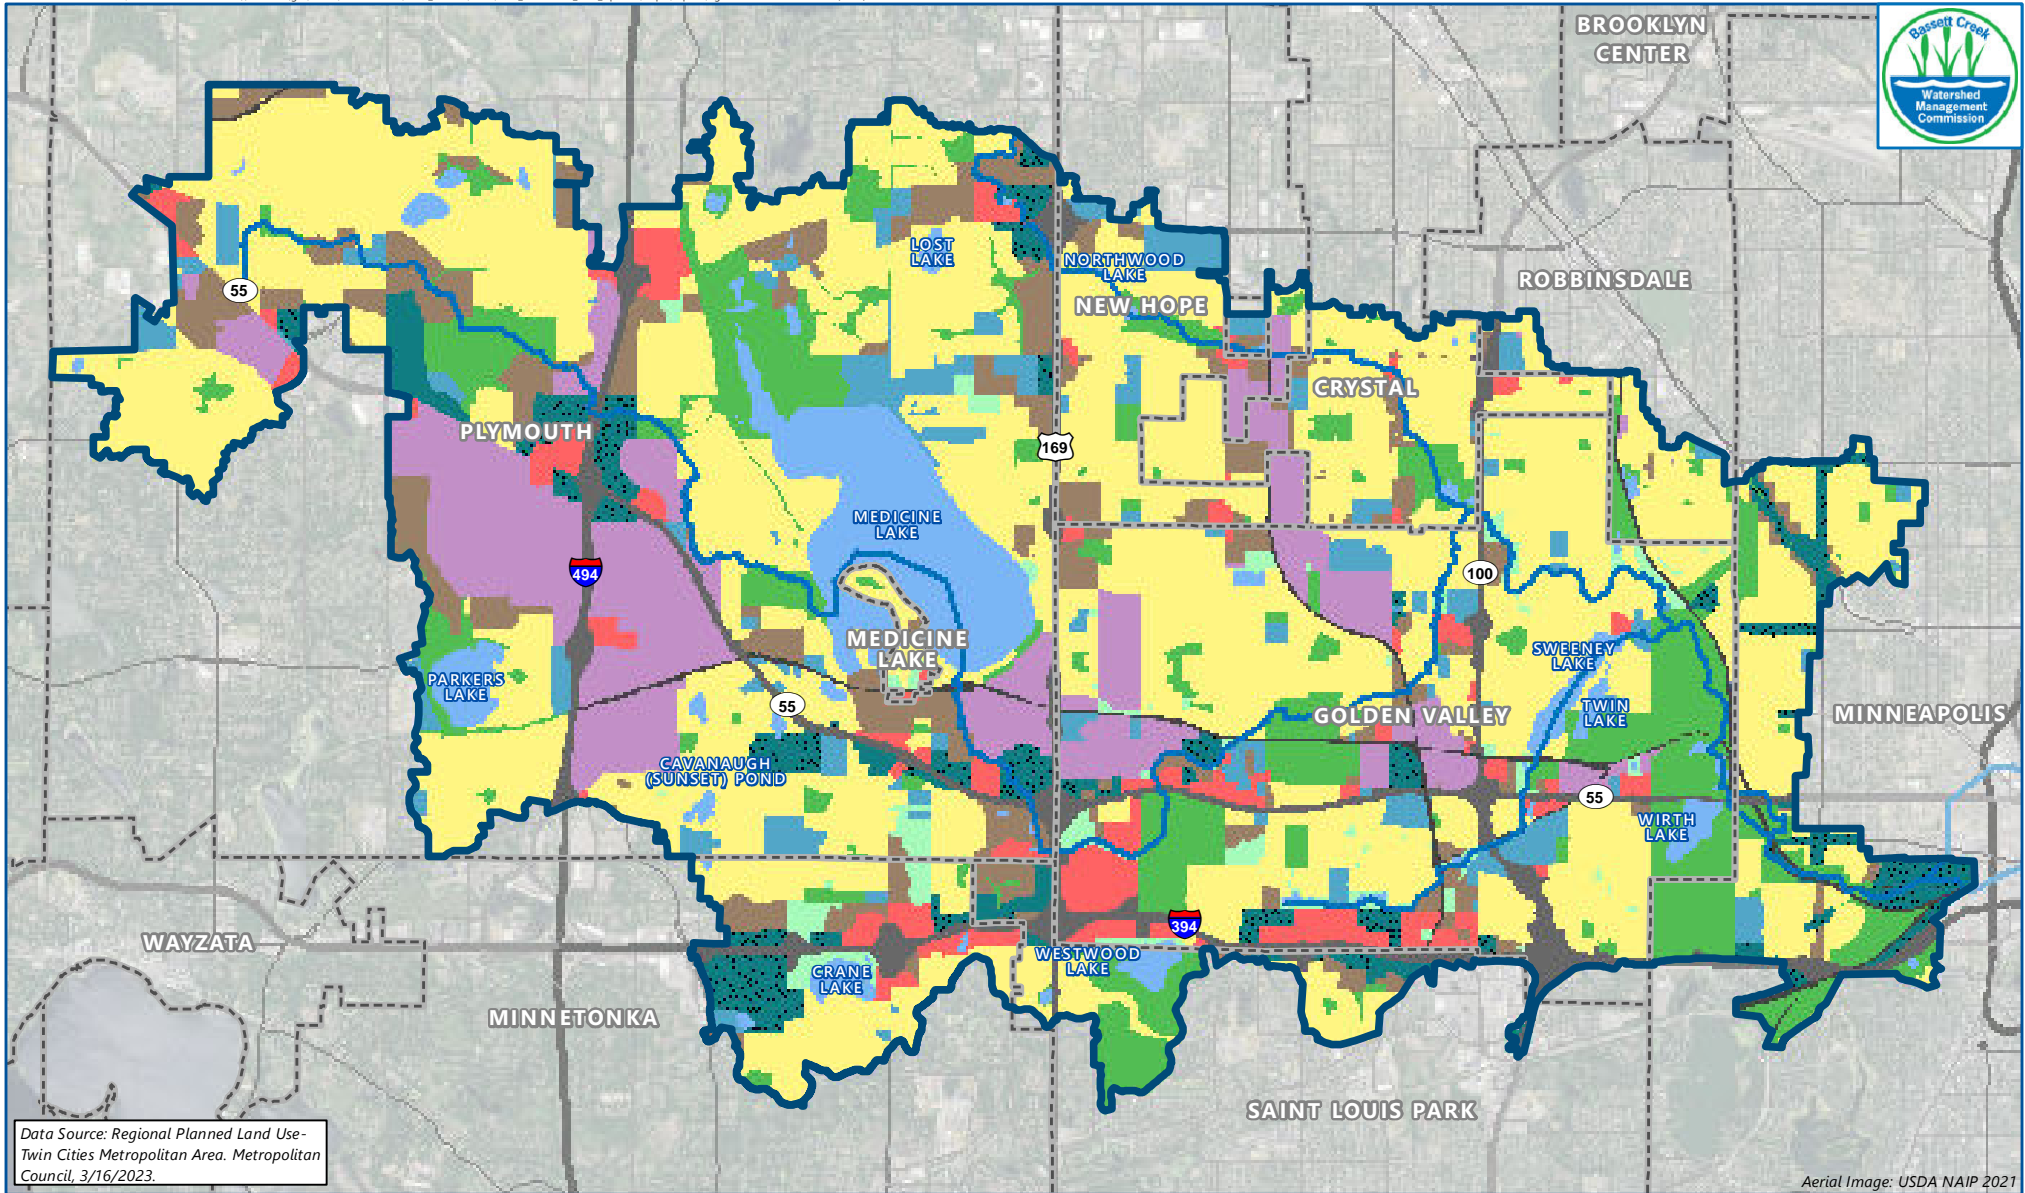 BROOKLYN
CENTER
Bassett Creek
Watershed
Management
Commission
LOST
LAKE
NORTHWOOD
LAKE
55
NEW HOPE
ROBBINSDALE
CRYSTAL
PLYMOUTH
169
MEDICINE
LAKE
494
100
MEDICINE
LAKE
SWEENEY
LAKE
PARKERS
LAKE
55
TWIN
LAKE
GOLDEN VALLEY
MINNEAPOLIS
CAVANAUGH
(SUNSET) POND
55
WIRTH
LAKE
394
WAYZATA
WESTWOOD
LAKE
CRANE
LAKE
MINNETONKA
SAINT LOUIS PARK
Data Source: Regional Planned Land Use-
Twin Cities Metropolitan Area. Metropolitan
Council, 3/16/2023.
Aerial Image: USDA NAIP 2021